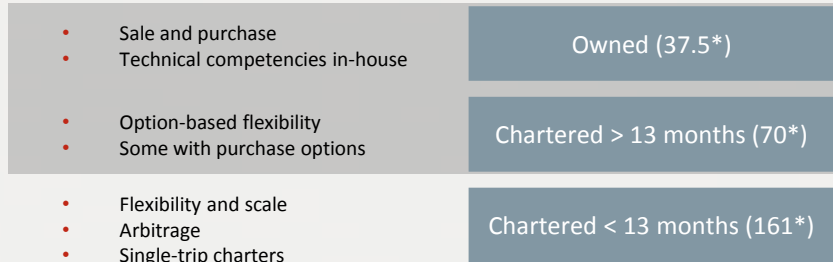 • Sale and purchase
• Technical competencies in-house
Owned (37.5*)
• Option-based flexibility
• Some with purchase options
Chartered > 13 months (70*)
• Flexibility and scale
• Arbitrage
• Single-trip charters
Chartered < 13 months (161*)